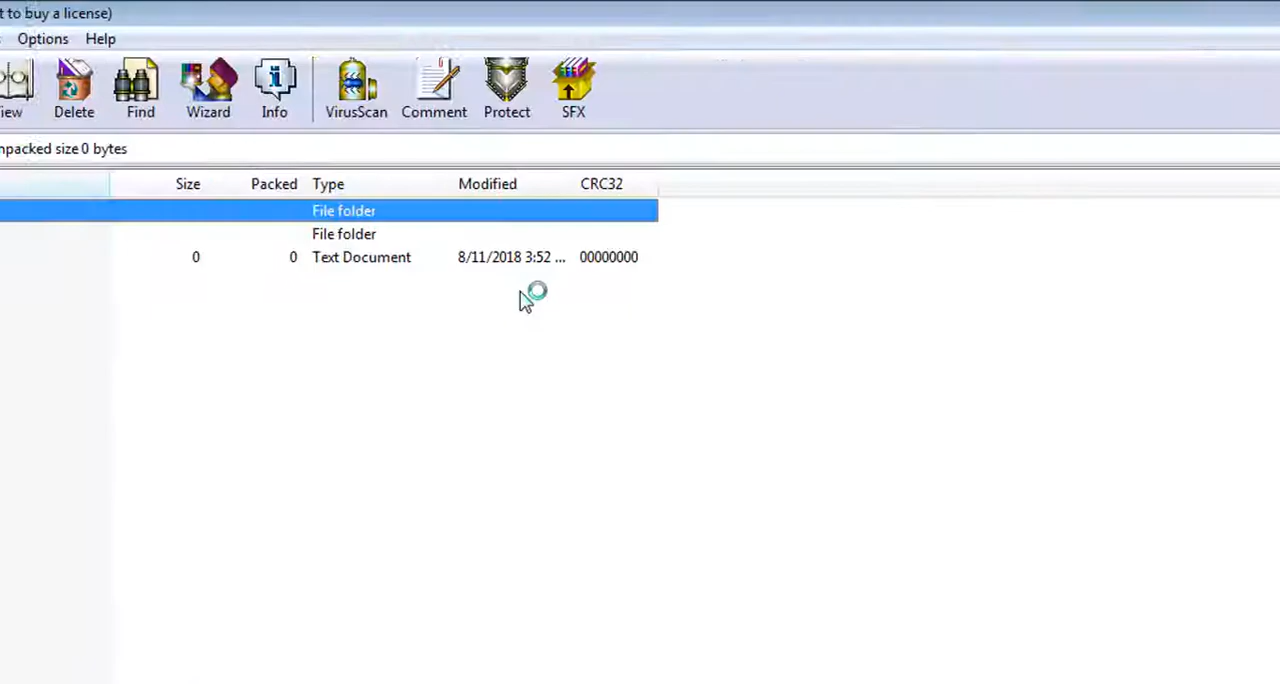 t to buy a license)
Options Help
iew Delete Find Wizard Info VirusScan Comment Protect SFX
npacked size 0 bytes
Size Packed Type Modified CRC32
File folder
File folder
0 0 Text Document 8/11/2018 3:52 ... 00000000